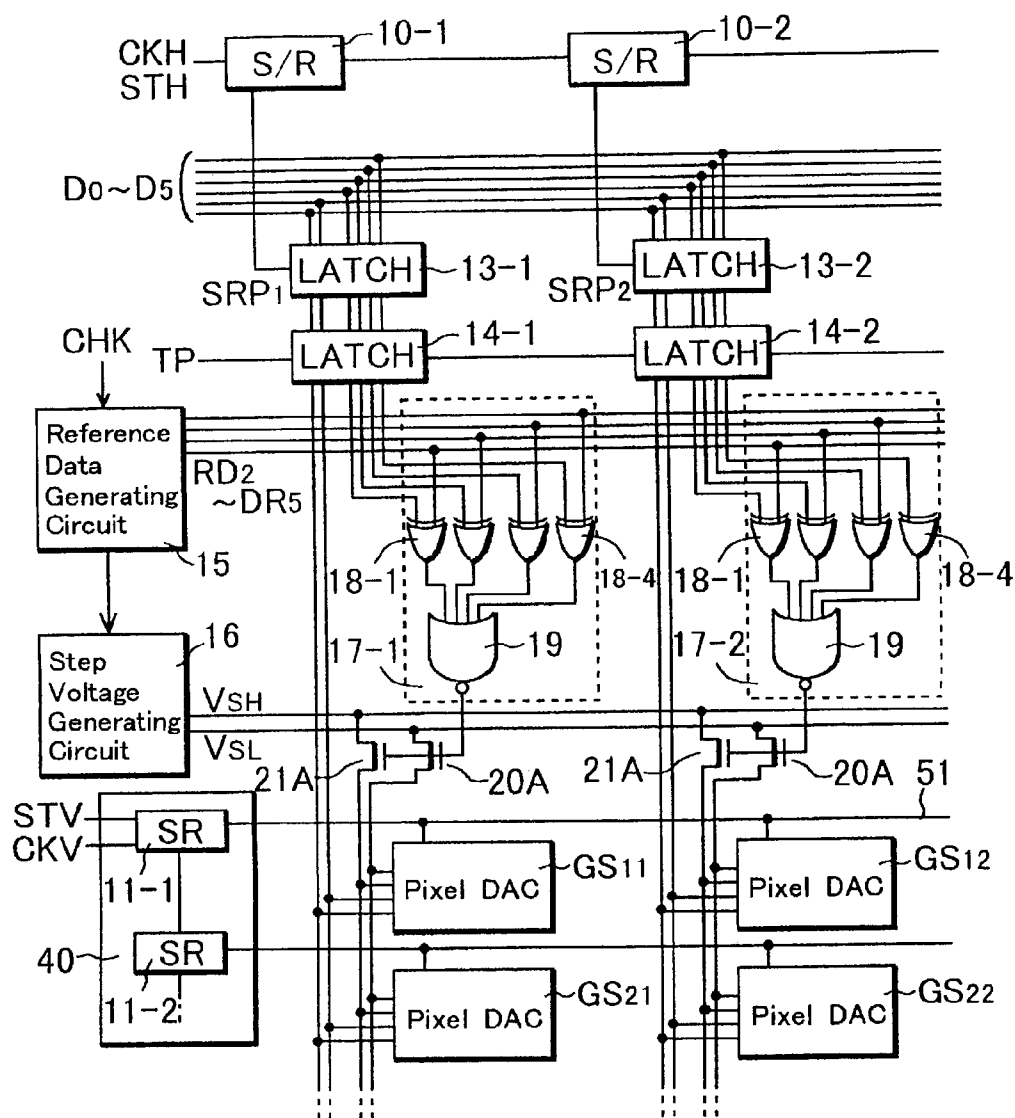 10-1
10-2
CKH
STH
S/R
S/R
D0~D5
LATCH
13-1
LATCH
13-2
SRP1
SRP2
14-1
14-2
CHK
TP
LATCH
LATCH
Reference
Data
Generating
Circuit
RD2
~DR5
15
18-1
18-4
18-1
18-4
16
17-1
19
17-2
19
Step
Voltage
Generating
Circuit
VSH
VSL
21A
20A
21A
20A
51
STV
CKV
SR
11-1
GS11
GS12
Pixel DAC
Pixel DAC
40
SR
11-2
GS21
GS22
Pixel DAC
Pixel DAC